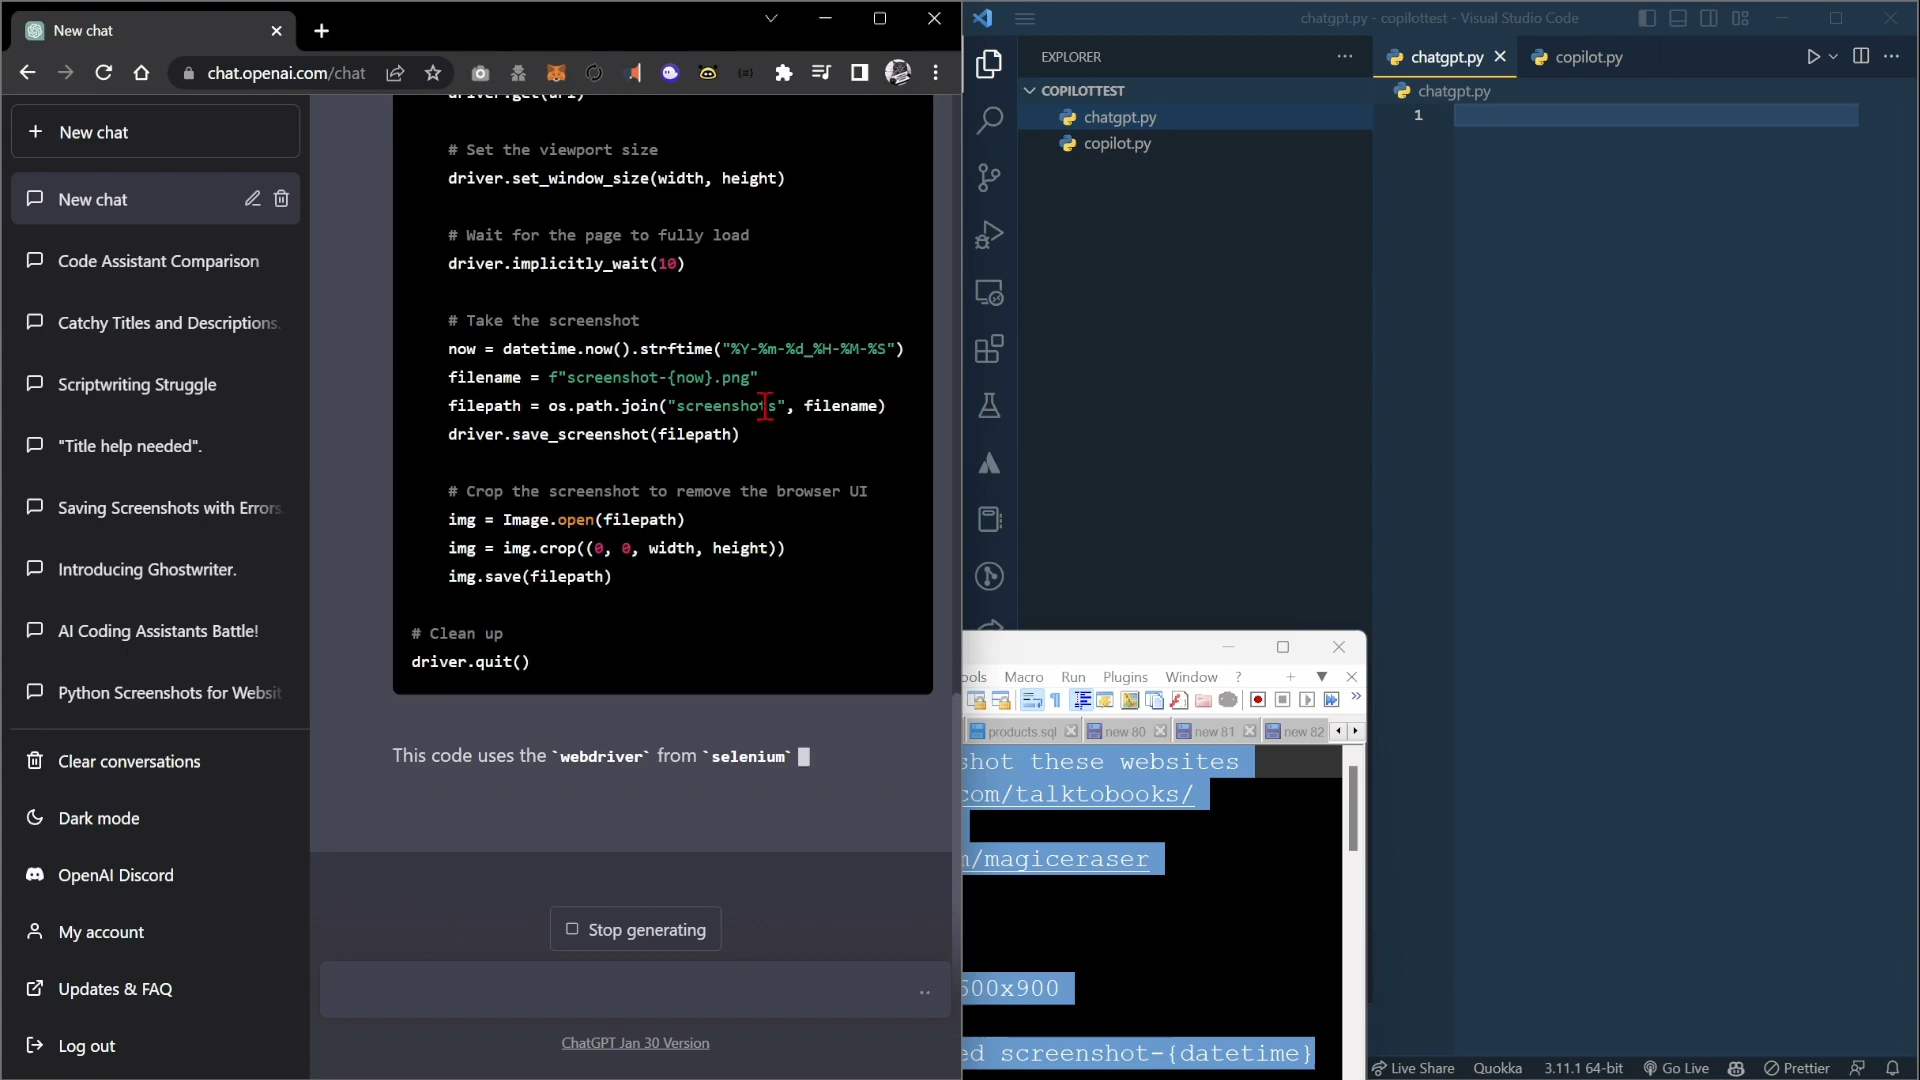 New chat
chat.openai.com/chat
New chat
New chat
Code Assistant Comparison
Catchy Titles and Descriptions.
Scriptwriting Struggle
"Title help needed".
Saving Screenshots with Errors.
Introducing Ghostwriter.
AI Coding Assistants Battle!
Python Screenshots for Websit
Clear conversations
Dark mode
OpenAI Discord
My account
Updates & FAQ
Log out
driver.get(url)
# Set the viewport size
driver.set_window_size(width, height)
# Wait for the page to fully load
driver.implicitly_wait(10)
# Take the screenshot
now = datetime.now().strftime("%Y-%m-%d_%H-%M-%S")
filename = f"screenshot-{now}.png"
filepath = os.path.join("screenshots", filename)
driver.save_screenshot(filepath)
# Crop the screenshot to remove the browser UI
img = Image.open(filepath)
img = img.crop((0, 0, width, height))
img.save(filepath)
# Clean up
driver.quit()
This code uses the `webdriver` from `selenium`
Stop generating
ChatGPT Jan 30 Version
chatgpt.py - copilottest - Visual Studio Code
EXPLORER
COPILOTTEST
chatgpt.py
copilot.py
chatgpt.py
copilot.py
chatgpt.py
1
ools Macro Run Plugins Window ?
products.sql
new 80
new 81
new 82
shot these websites
com/talktobooks/
m/magiceraser
600x900
ed screenshot-{datetime}
Live Share
Quokka
3.11.1 64-bit
Go Live
Prettier